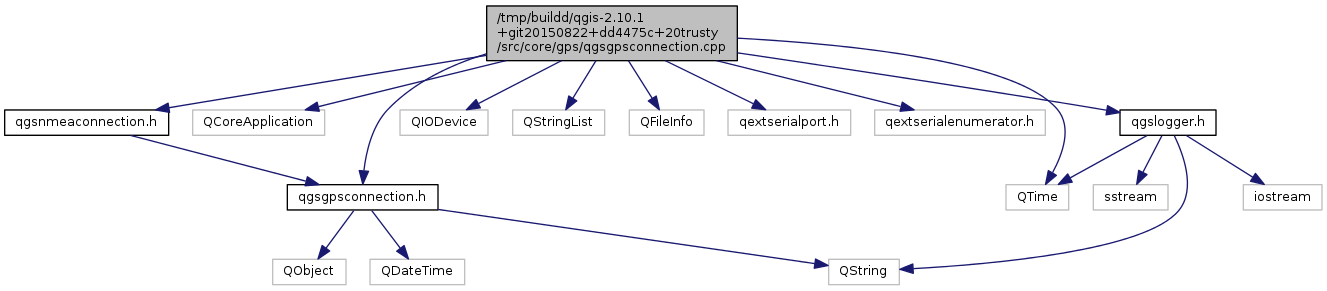 /tmp/buildd/qgis-2.10.1
+git20150822+dd4475c+20trusty
/src/core/gps/qgsgpsconnection.cpp
qgsnmeaconnection.h
QCoreApplication
QIODevice
QStringList
QFileInfo
qextserialport.h
qextserialenumerator.h
qgslogger.h
qgsgpsconnection.h
QTime
sstream
iostream
QObject
QDateTime
QString